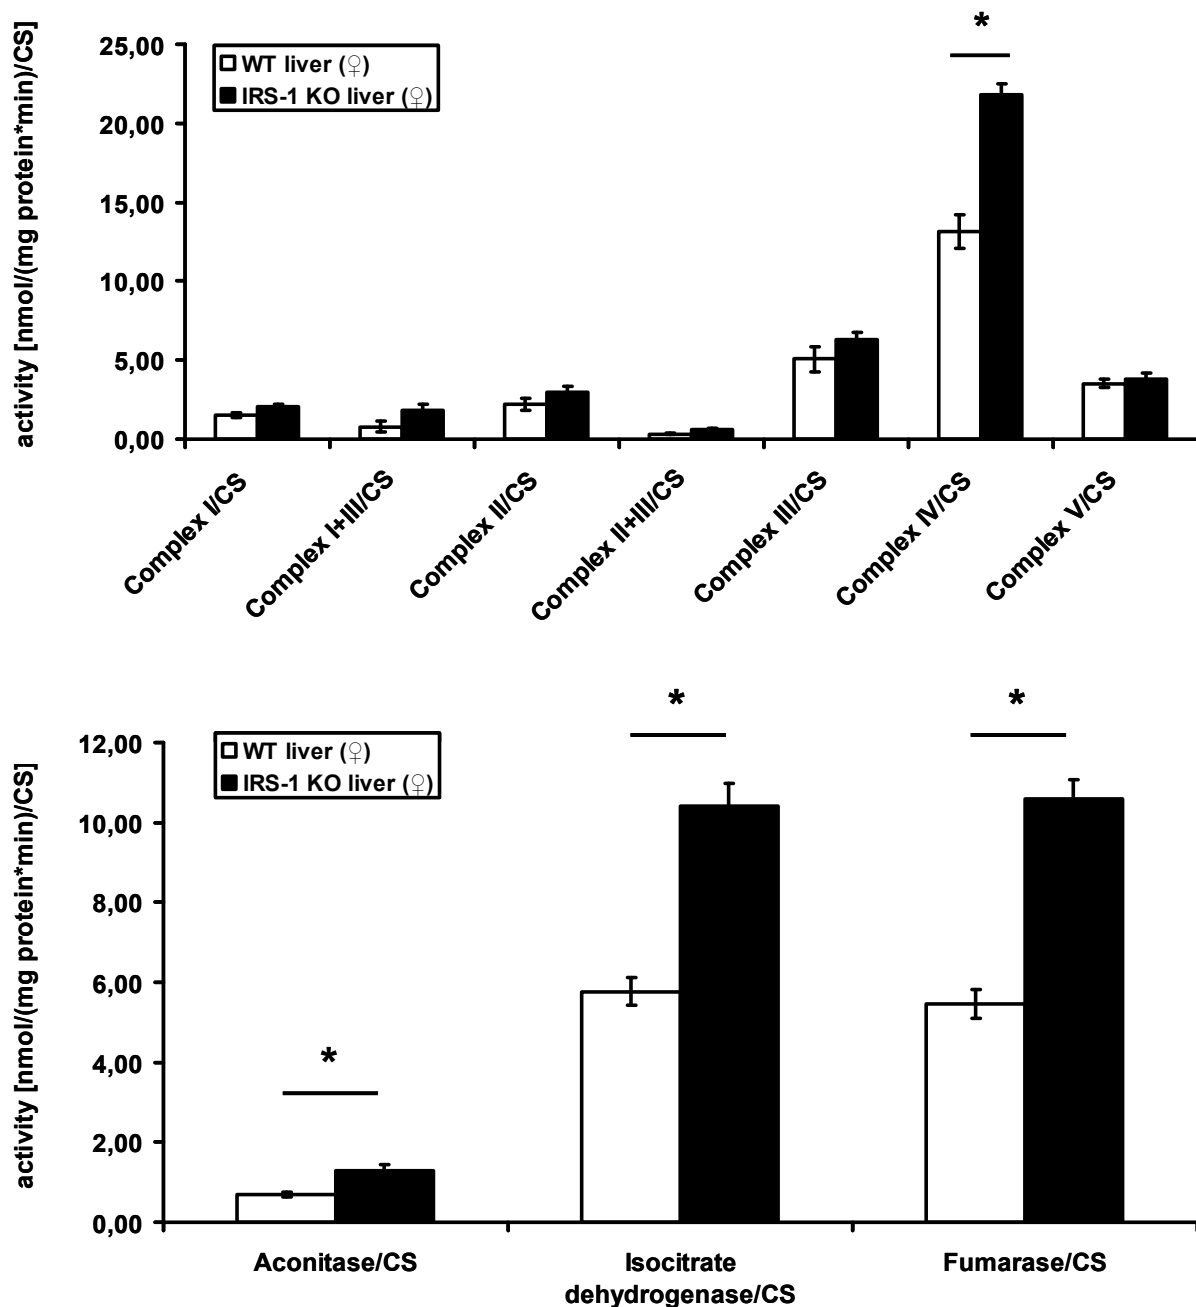 *
25,00
WT liver (♀)
IRS-1 KO liver (♀)
20,00
15,00
10,00
5,00
0,00
activity [nmol/(mg protein*min)/CS]
Complex I/CS
Complex I+III/CS
Complex II/CS
Complex II+III/CS
Complex III/CS
Complex IV/CS
Complex V/CS
* *
12,00
WT liver (♀)
IRS-1 KO liver (♀)
10,00
8,00
6,00
4,00
*
2,00
0,00
activity [nmol/(mg protein*min)/CS]
Aconitase/CS
Isocitrate
dehydrogenase/CS
Fumarase/CS